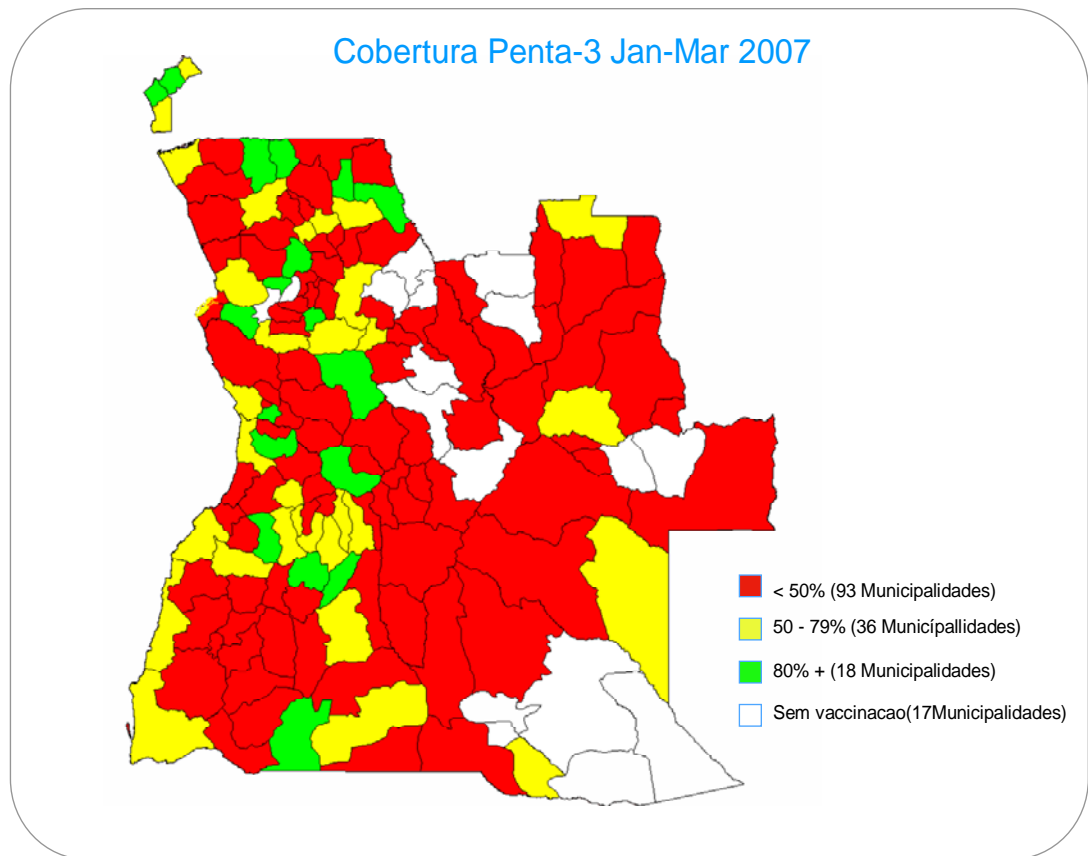 Cobertura Penta-3 Jan-Mar 2007
< 50% (93 Municipalidades)
50 - 79% (36 Municípallidades)
80% + (18 Municipalidades)
Sem vaccinacao(17Municipalidades)